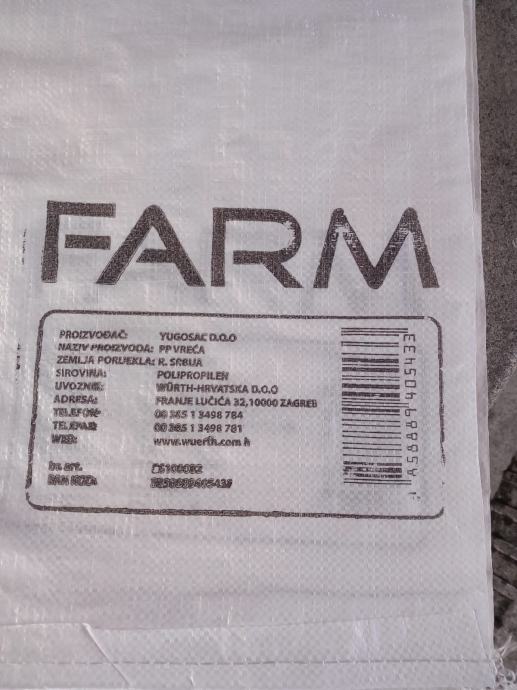 FARM
PROIZVOĐAČ: YUGOSAC D.O.O
NAZIV PROIZVODA: PP VREĆA
ZEMLJA PORIJEKLA: R. SRBIJA
SIROVINA: POLIPROPILEN
UVOZNIK: WÜRTH-HRVATSKA D.O.O
ADRESA: FRANJE LUČIĆA 32, 10000 ZAGREB
TELEFON: 00 385 1 3498 784
TELEFAX: 00 385 1 3498 781
WEB: www.wuerth.com.h
br. art.
BAR KOD: